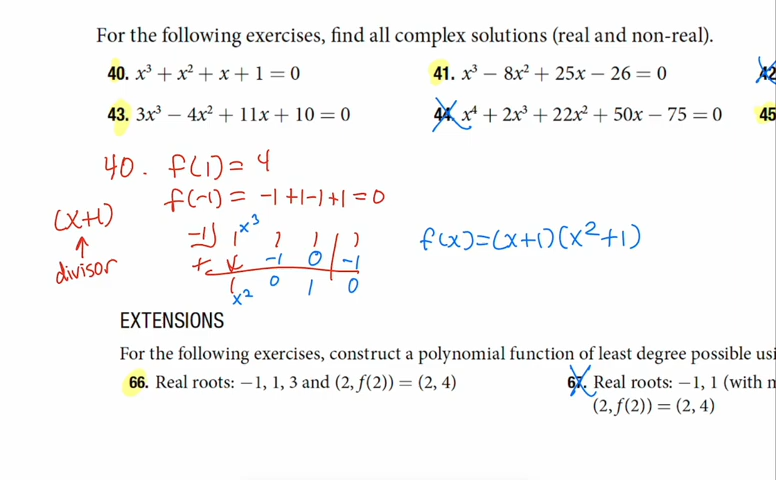 For the following exercises, find all complex solutions (real and non-real).
40. x³ + x² + x + 1 = 0
41. x³ − 8x² + 25x − 26 = 0
42
43. 3x³ − 4x² + 11x + 10 = 0
44. x⁴ + 2x³ + 22x² + 50x − 75 = 0
45
40. f(1) = 4
f(-1) = -1+1-1+1=0
(x+1)
↑
divisor
x³
-1 1 1 1 1
+ ↓ -1 0 -1
1 0 1 0
x²
f(x)=(x+1)(x²+1)
EXTENSIONS
For the following exercises, construct a polynomial function of least degree possible usi
66. Real roots: −1, 1, 3 and (2, f(2)) = (2, 4)
67. Real roots: −1, 1 (with m
(2, f(2)) = (2, 4)